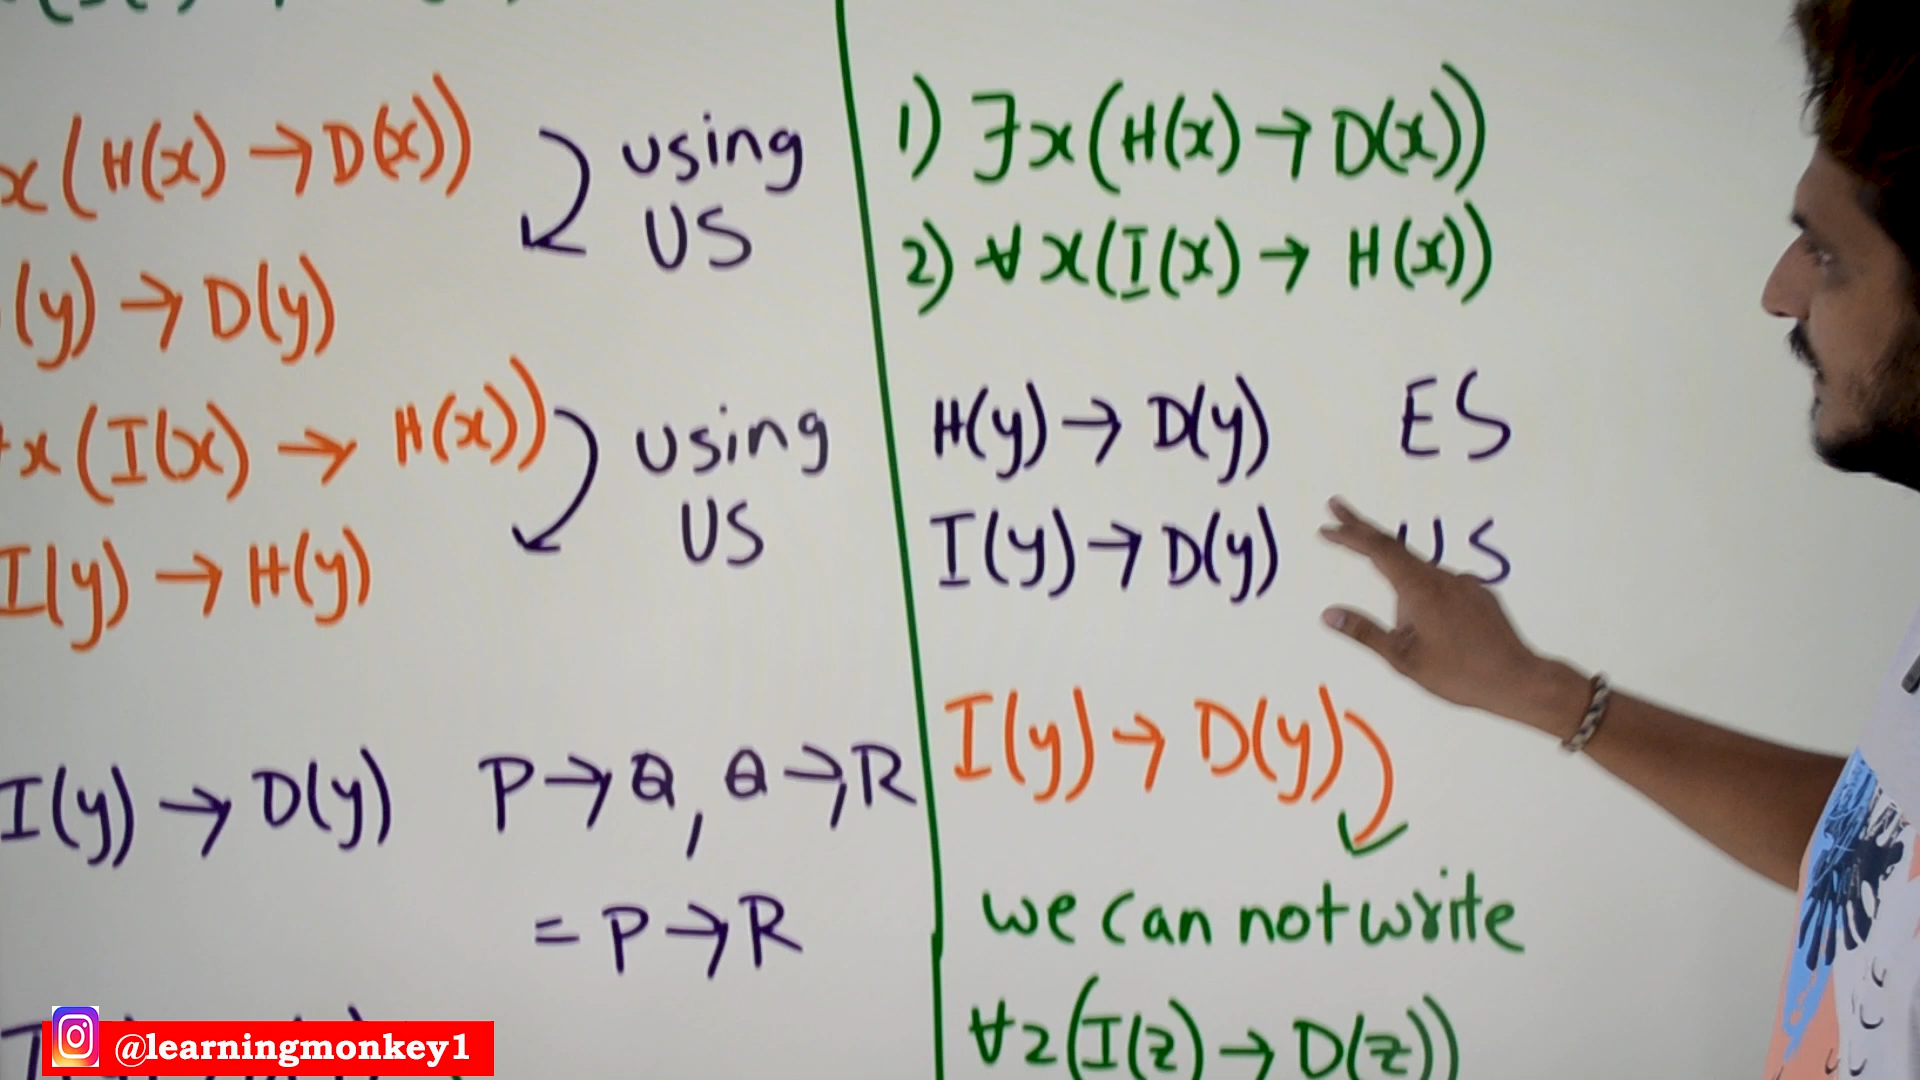 x(H(x)→D(x))
using
US
(y)→D(y)
x(I(x)→H(x))
using
US
I(y)→H(y)
I(y)→D(y) P→Q, Q→R
= P→R
1) ∃x(H(x)→D(x))
2) ∀x(I(x)→H(x))
H(y)→D(y) ES
I(y)→D(y) US
I(y)→D(y)
we can not write
∀z(I(z)→D(z))
@learningmonkey1